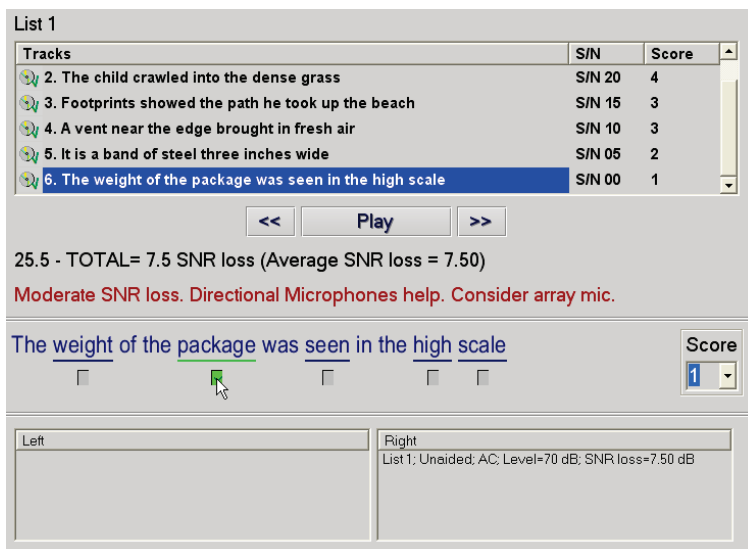 List 1
Tracks S/N Score
2. The child crawled into the dense grass S/N 20 4
3. Footprints showed the path he took up the beach S/N 15 3
4. A vent near the edge brought in fresh air S/N 10 3
5. It is a band of steel three inches wide S/N 05 2
6. The weight of the package was seen in the high scale S/N 00 1
<< Play >>
25.5 - TOTAL= 7.5 SNR loss (Average SNR loss = 7.50)
Moderate SNR loss. Directional Microphones help. Consider array mic.
The weight of the package was seen in the high scale Score
1
Left Right
List 1; Unaided; AC; Level=70 dB; SNR loss=7.50 dB